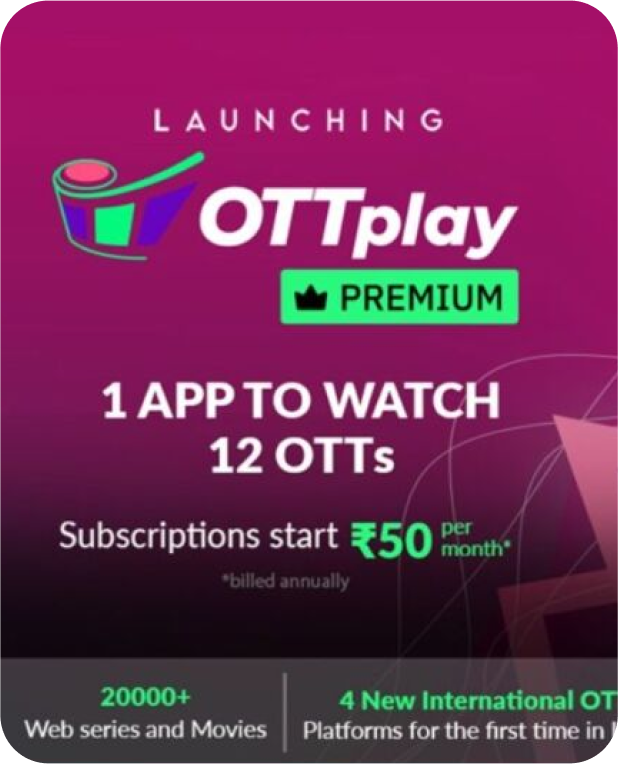 LAUNCHING
OTTplay
PREMIUM
1 APP TO WATCH
12 OTTs
Subscriptions start ₹50 per month*
*billed annually
20000+
Web series and Movies
4 New International
Platforms for the first time in